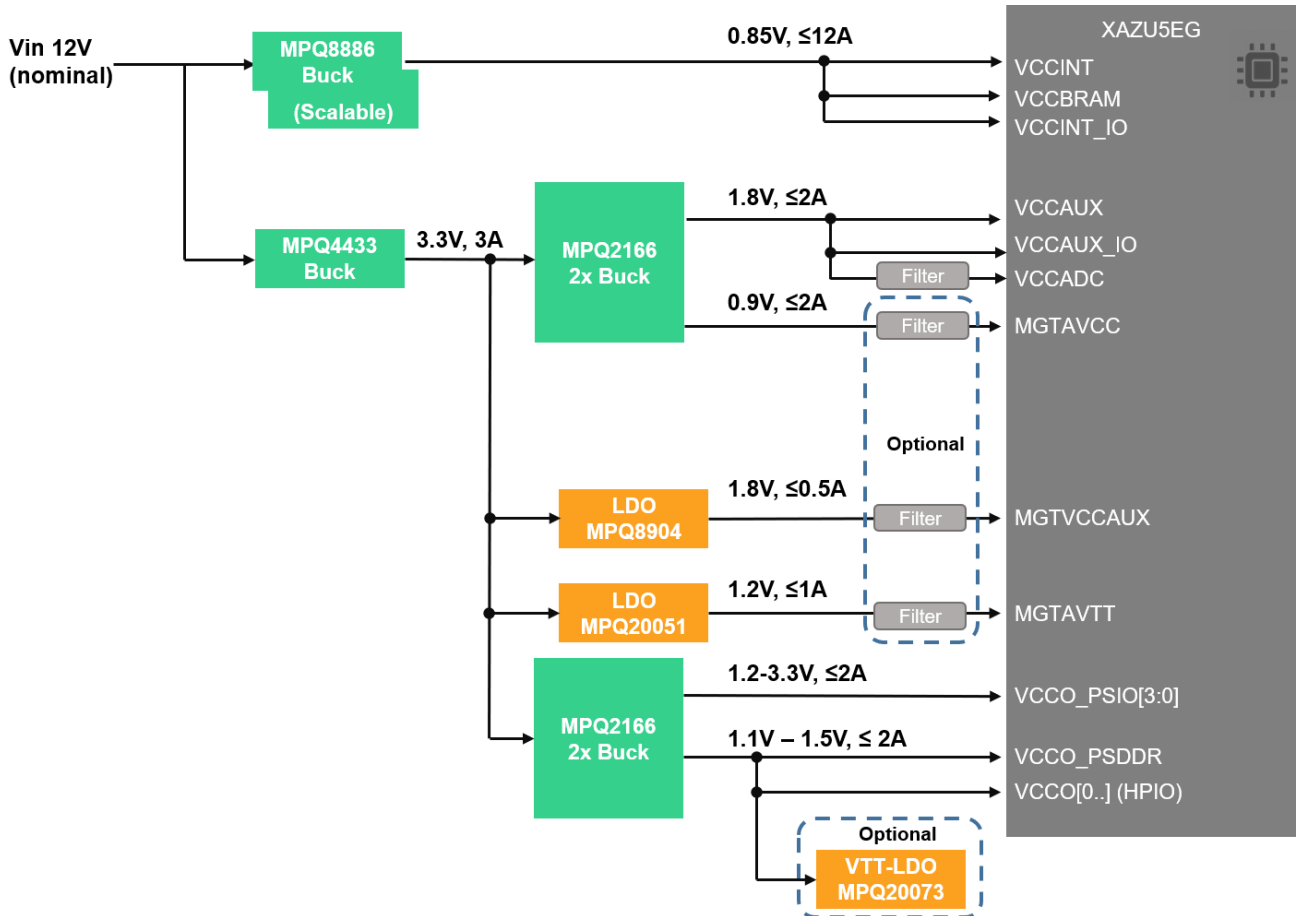 XAZU5EG
Vin 12V
(nominal)
MPQ8886
Buck
(Scalable)
0.85V, ≤12A
VCCINT
VCCBRAM
VCCINT_IO
MPQ4433
Buck
3.3V, 3A
MPQ2166
2x Buck
1.8V, ≤2A
VCCAUX
VCCAUX_IO
Filter
VCCADC
0.9V, ≤2A
Filter
MGTAVCC
Optional
LDO
MPQ8904
1.8V, ≤0.5A
Filter
MGTVCCAUX
LDO
MPQ20051
1.2V, ≤1A
Filter
MGTAVTT
MPQ2166
2x Buck
1.2-3.3V, ≤2A
VCCO_PSIO[3:0]
1.1V – 1.5V, ≤ 2A
VCCO_PSDDR
VCCO[0..] (HPIO)
Optional
VTT-LDO
MPQ20073